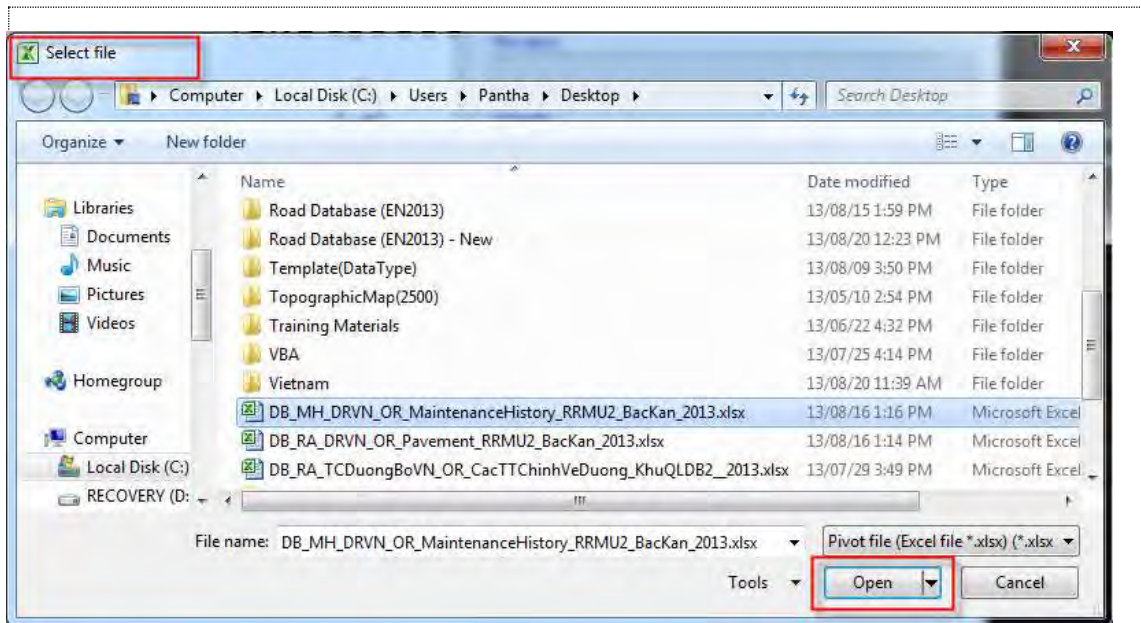 Select file
Computer Local Disk (C:) Users Pantha Desktop Search Desktop
Organize New folder
Name Date modified Type
Libraries Road Database (EN2013) 13/08/15 1:59 PM File folder
Documents Road Database (EN2013) - New 13/08/20 12:23 PM File folder
Music Template(DataType) 13/08/09 3:50 PM File folder
Pictures TopographicMap(2500) 13/05/10 2:54 PM File folder
Videos Training Materials 13/06/22 4:32 PM File folder
VBA 13/07/25 4:14 PM File folder
Homegroup Vietnam 13/08/20 11:39 AM File folder
DB_MH_DRVN_OR_MaintenanceHistory_RRMU2_BacKan_2013.xlsx 13/08/16 1:16 PM Microsoft Excel
Computer DB_RA_DRVN_OR_Pavement_RRMU2_BacKan_2013.xlsx 13/08/16 1:14 PM Microsoft Excel
Local Disk (C:) DB_RA_TCDuongBoVN_OR_CacTTChinhVeDuong_KhuQLDB2__2013.xlsx 13/07/29 3:49 PM Microsoft Excel
RECOVERY (D:
File name: DB_MH_DRVN_OR_MaintenanceHistory_RRMU2_BacKan_2013.xlsx Pivot file (Excel file *.xlsx) (*.xlsx
Tools Open Cancel